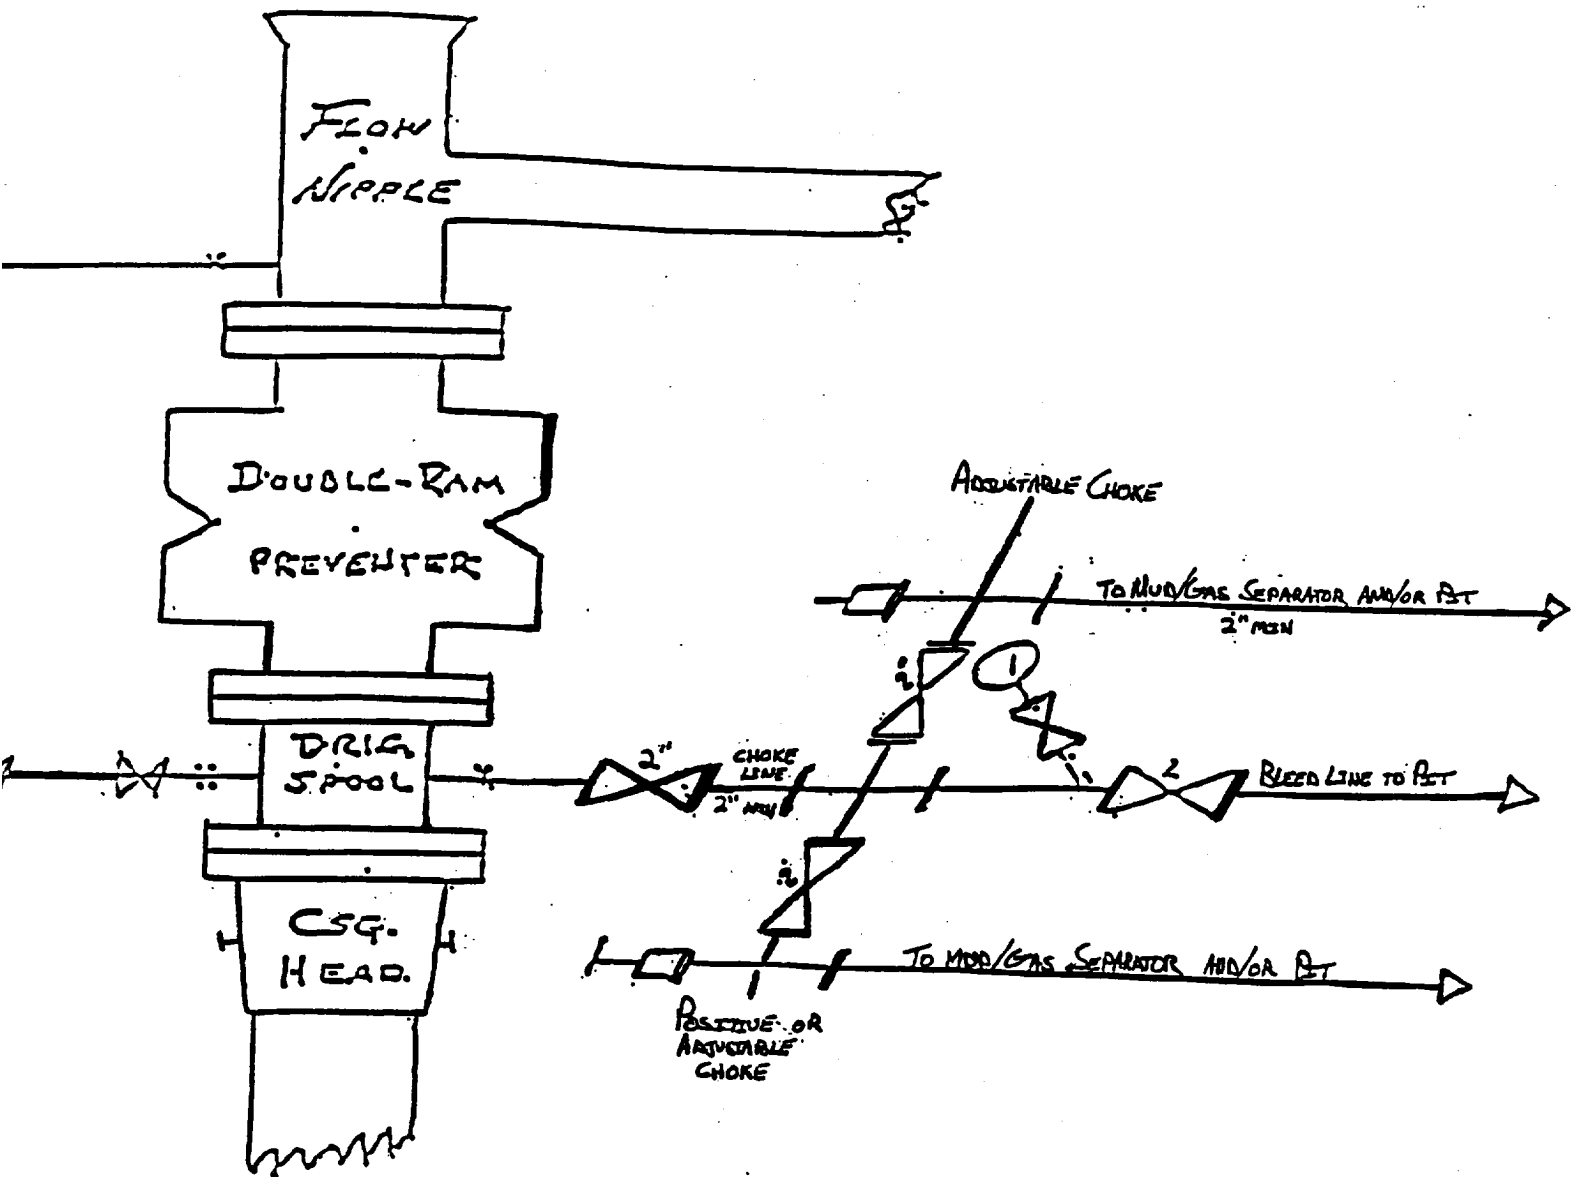 FLOW
NIPPLE
DOUBLE-RAM
PREVENTER
ADJUSTABLE CHOKE
TO MUD/GAS SEPARATOR AND/OR PIT
2" MIN
1
2
DRLG
SPOOL
2"
CHOKE
LINE
2" MIN
2
BLEED LINE TO PIT
2
CSG.
HEAD.
TO MUD/GAS SEPARATOR AND/OR PIT
POSITIVE OR
ADJUSTABLE
CHOKE